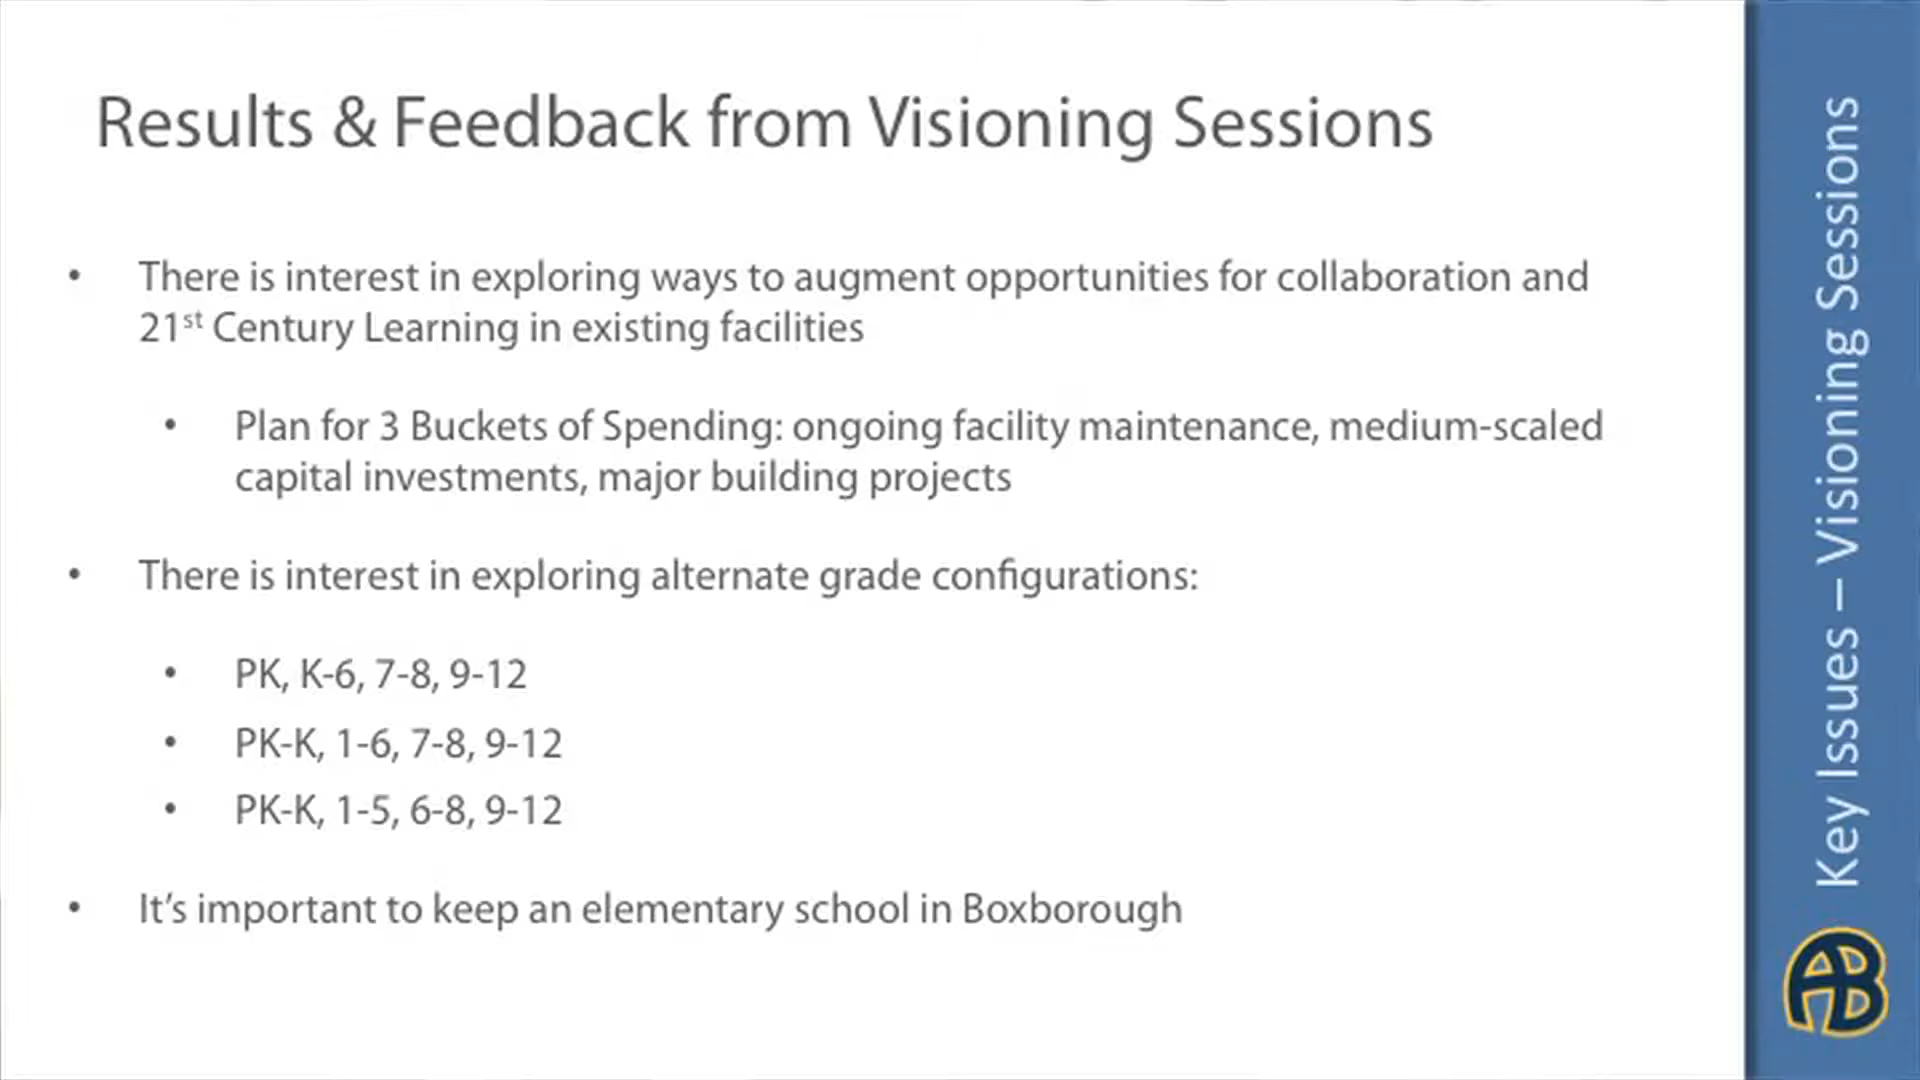 Results & Feedback from Visioning Sessions
• There is interest in exploring ways to augment opportunities for collaboration and
21st Century Learning in existing facilities
• Plan for 3 Buckets of Spending: ongoing facility maintenance, medium-scaled
capital investments, major building projects
• There is interest in exploring alternate grade configurations:
• PK, K-6, 7-8, 9-12
• PK-K, 1-6, 7-8, 9-12
• PK-K, 1-5, 6-8, 9-12
• It's important to keep an elementary school in Boxborough
Key Issues – Visioning Sessions
AB